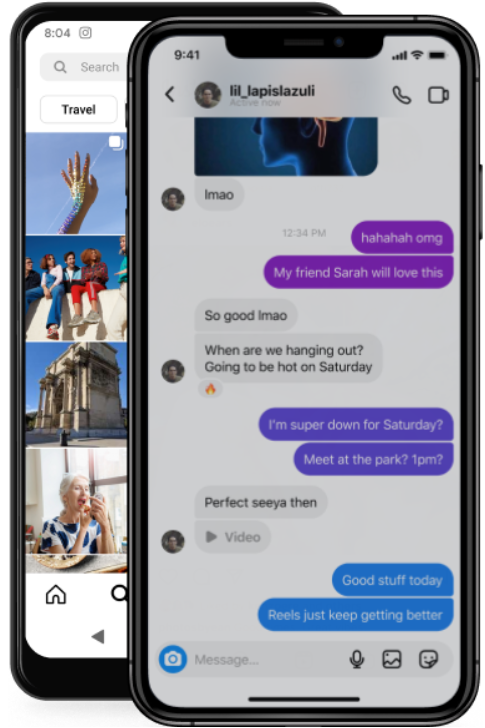 8:04
Search
Travel
9:41
lil_lapislazuli
Active now
lmao
12:34 PM
hahahah omg
My friend Sarah will love this
So good lmao
When are we hanging out?
Going to be hot on Saturday
I'm super down for Saturday?
Meet at the park? 1pm?
Perfect seeya then
Video
Good stuff today
Reels just keep getting better
Message...